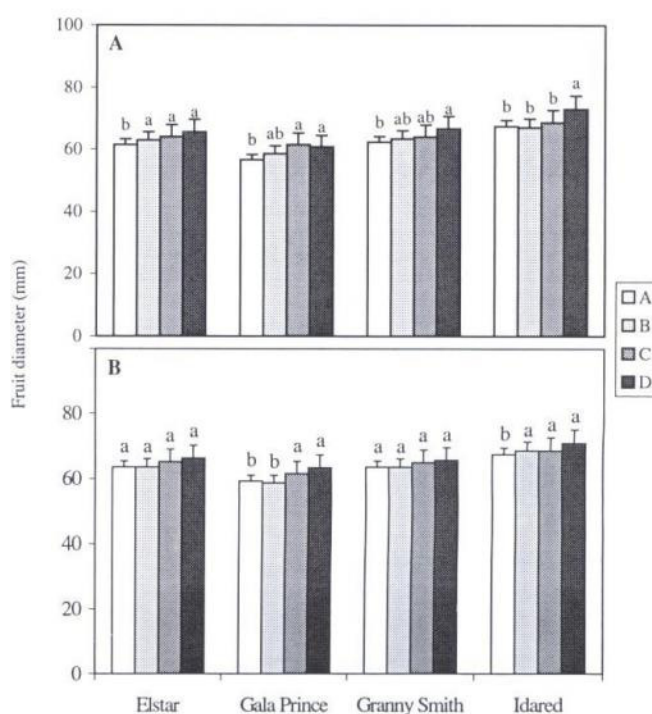 Fruit diameter (mm)
100
80
60
40
20
0
A
b a a a
b ab a a
b ab ab a
b b b a
80
60
40
20
0
B
a a a a
b b a a
a a a a
b a a a
Elstar Gala Prince Granny Smith Idared
A
B
C
D